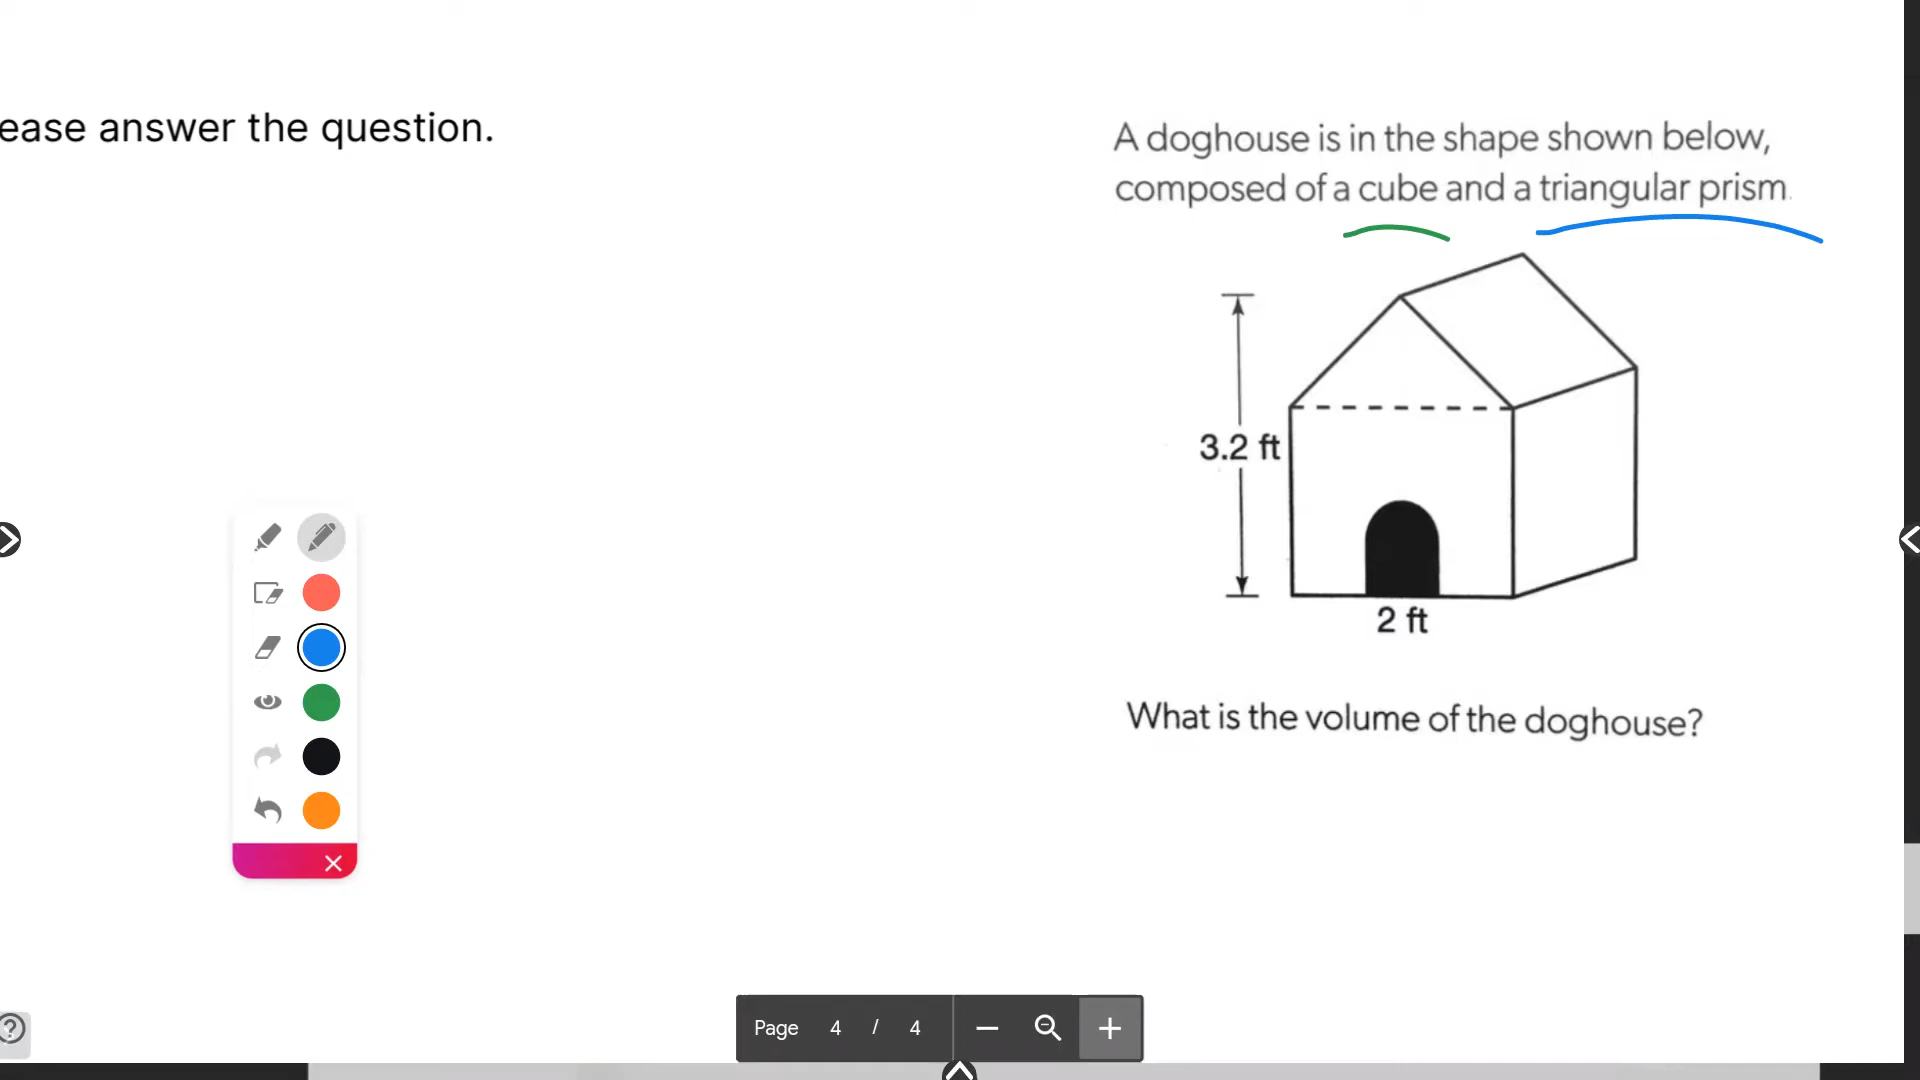 ease answer the question.
A doghouse is in the shape shown below,
composed of a cube and a triangular prism.
3.2 ft
2 ft
What is the volume of the doghouse?
Page 4 / 4